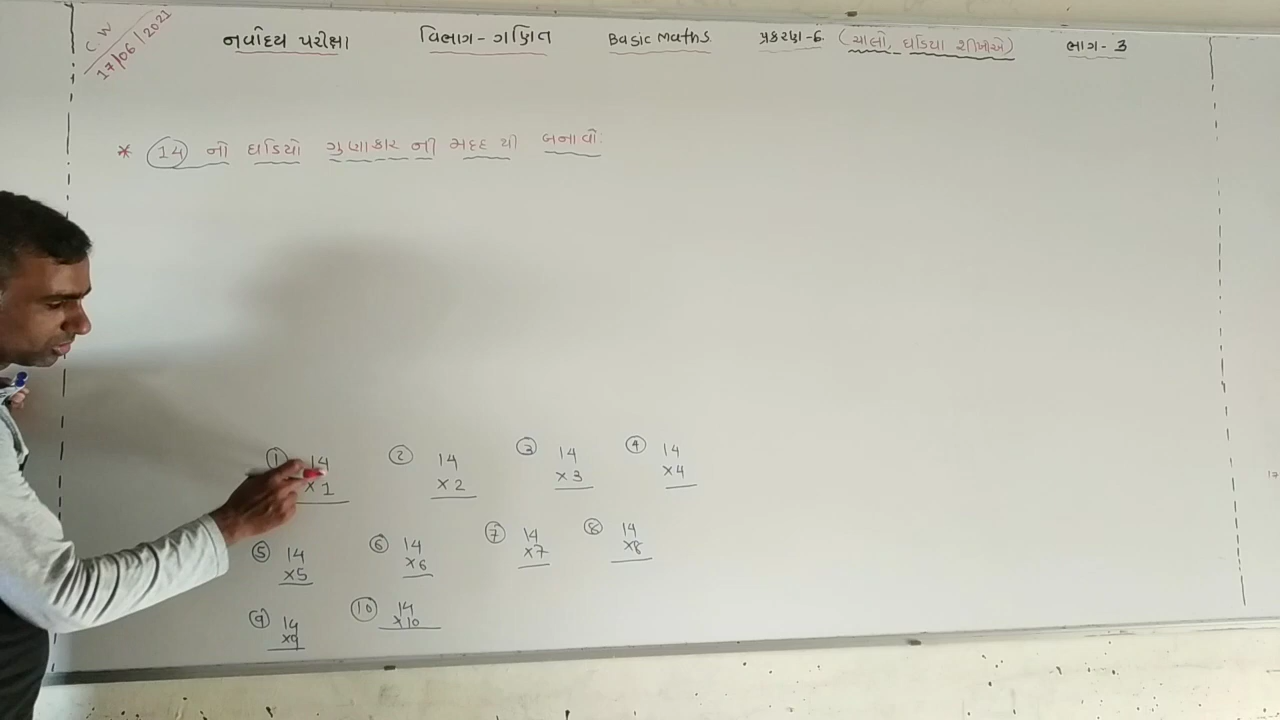 C.W
17/06/2021
નવોદય પરીક્ષા વિભાગ - ગણિત Basic Maths પ્રકરણ - 6 (ચાલો, ઘડિયા શીખીએ) ભાગ - 3
* 14 નો ઘડિયો ગુણાકાર ની મદદ થી બનાવો.
① 14 ② 14 ③ 14 ④ 14
×1 ×2 ×3 ×4
⑤ 14 ⑥ 14 ⑦ 14 ⑧ 14
×5 ×6 ×7 ×8
⑨ 14 ⑩ 14
×9 ×10
17